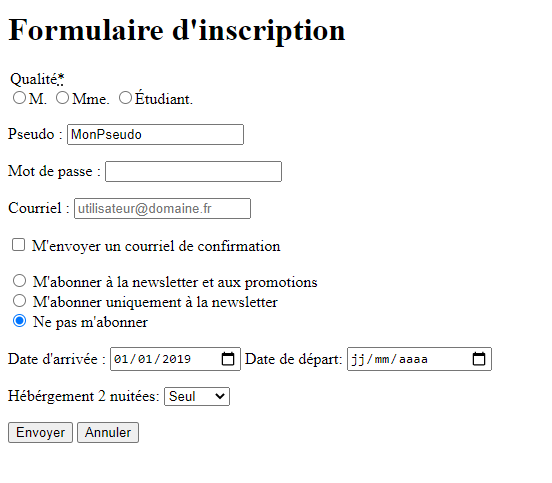 Formulaire d'inscription
Qualité*
M. Mme. Étudiant.
Pseudo : MonPseudo
Mot de passe :
Courriel : utilisateur@domaine.fr
M'envoyer un courriel de confirmation
M'abonner à la newsletter et aux promotions
M'abonner uniquement à la newsletter
Ne pas m'abonner
Date d'arrivée : 01/01/2019 Date de départ: jj/mm/aaaa
Hébérgement 2 nuitées: Seul
Envoyer Annuler